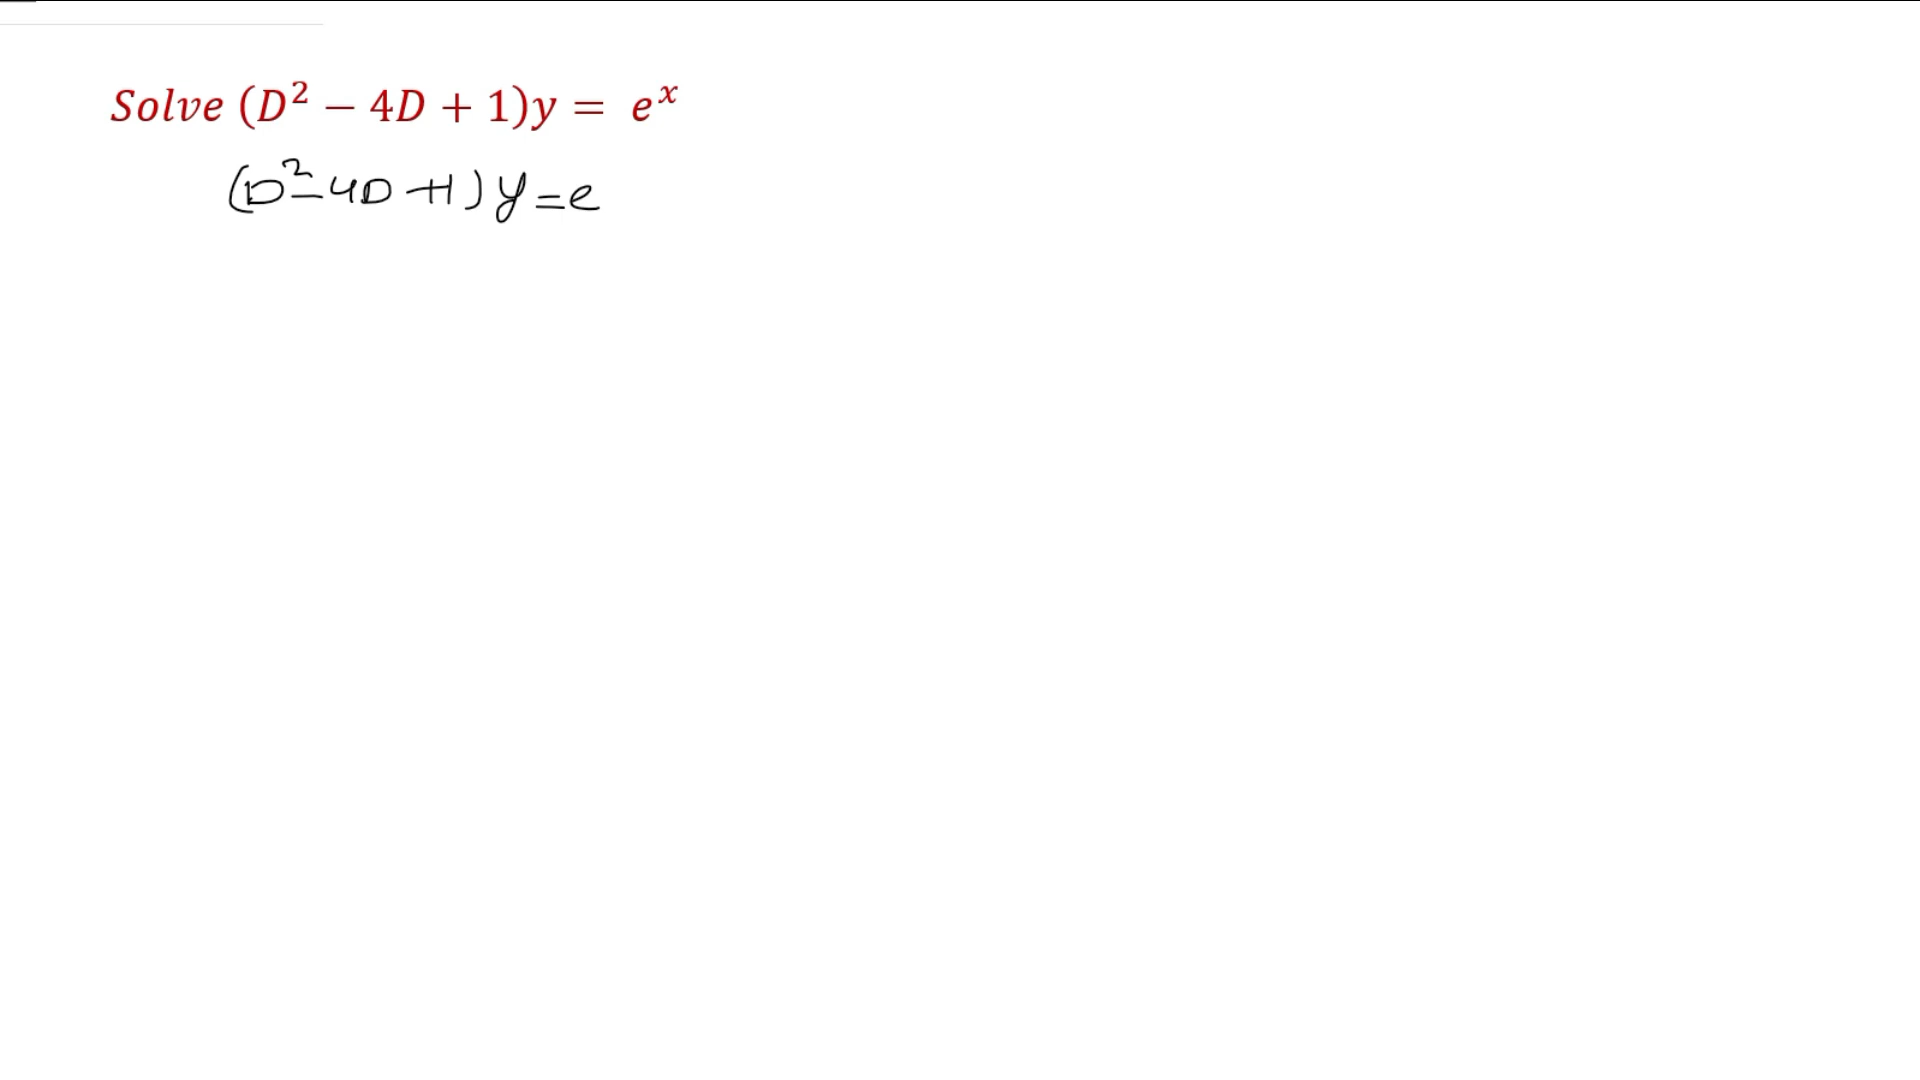 Solve (D² − 4D + 1)y = eˣ
(D²−4D+1)y=e